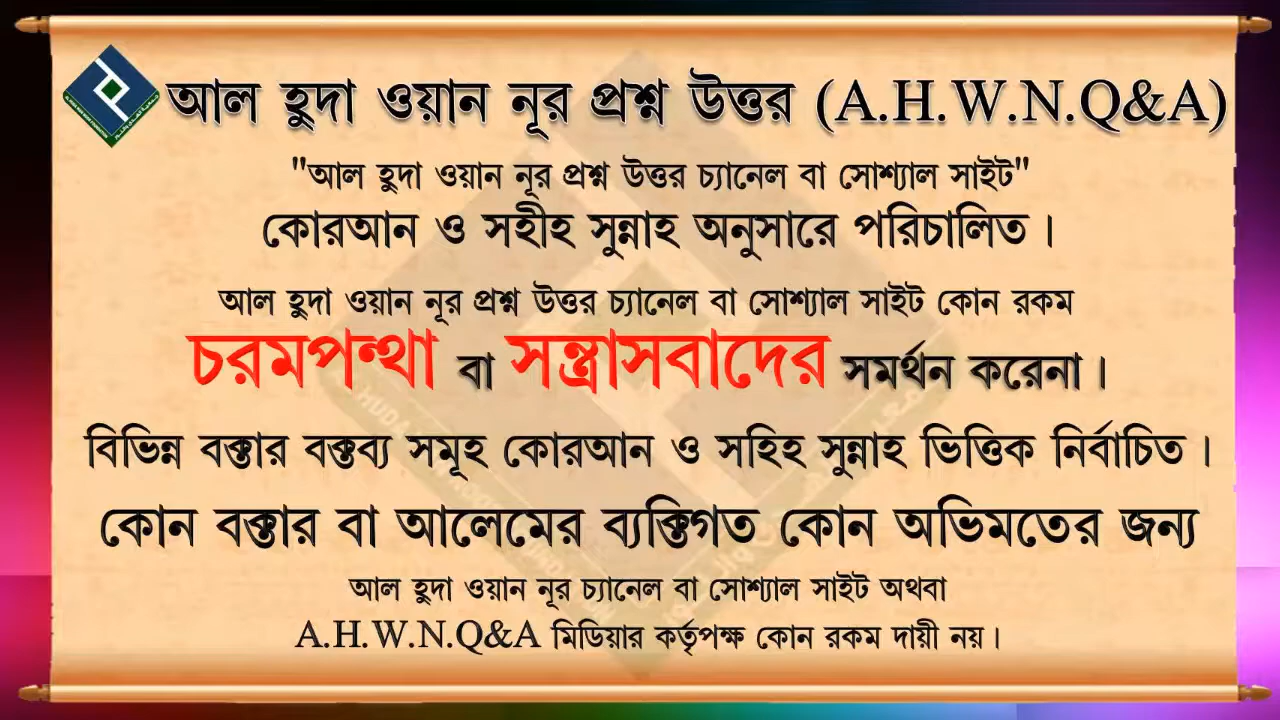 আল হুদা ওয়ান নূর প্রশ্ন উত্তর (A.H.W.N.Q&A)
"আল হুদা ওয়ান নূর প্রশ্ন উত্তর চ্যানেল বা সোশ্যাল সাইট"
কোরআন ও সহীহ সুন্নাহ অনুসারে পরিচালিত।
আল হুদা ওয়ান নূর প্রশ্ন উত্তর চ্যানেল বা সোশ্যাল সাইট কোন রকম
চরমপন্থা বা সন্ত্রাসবাদের সমর্থন করেনা।
বিভিন্ন বক্তার বক্তব্য সমূহ কোরআন ও সহিহ সুন্নাহ ভিত্তিক নির্বাচিত।
কোন বক্তার বা আলেমের ব্যক্তিগত কোন অভিমতের জন্য
আল হুদা ওয়ান নূর চ্যানেল বা সোশ্যাল সাইট অথবা
A.H.W.N.Q&A মিডিয়ার কর্তৃপক্ষ কোন রকম দায়ী নয়।